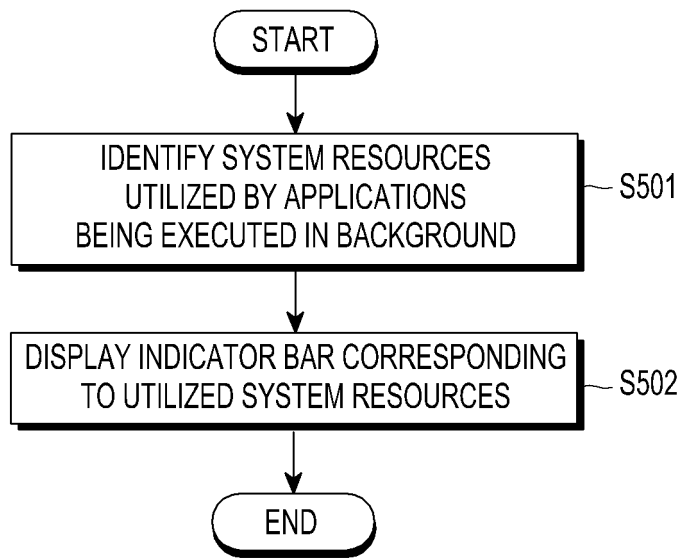 START
IDENTIFY SYSTEM RESOURCES
UTILIZED BY APPLICATIONS
BEING EXECUTED IN BACKGROUND
S501
DISPLAY INDICATOR BAR CORRESPONDING
TO UTILIZED SYSTEM RESOURCES
S502
END